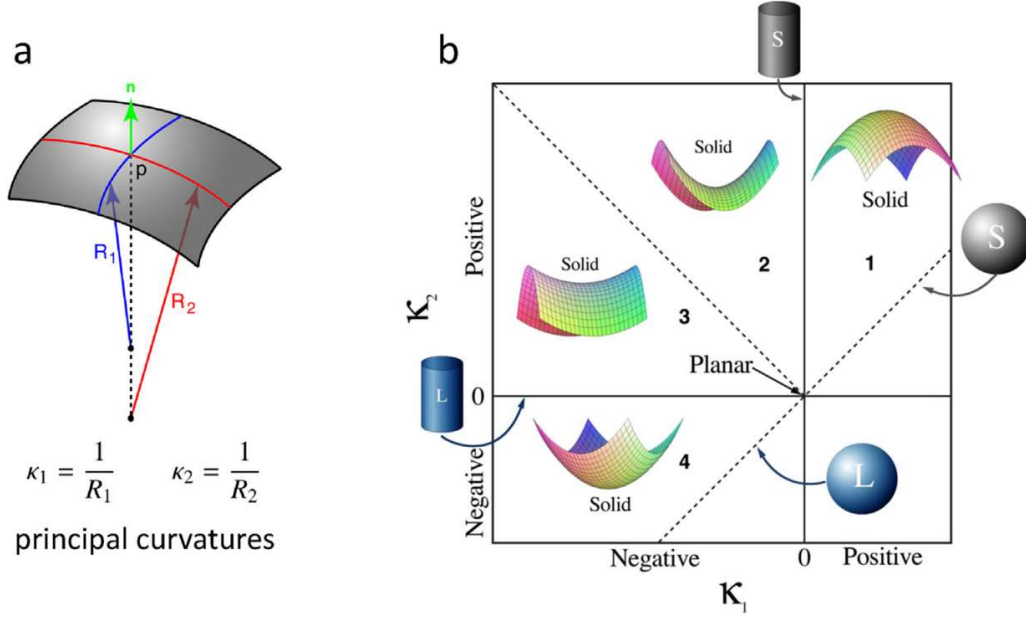 a
n
p
R₁
R₂
κ₁ = 1/R₁ κ₂ = 1/R₂
principal curvatures
b
S
Solid
Solid
S
Positive
2
1
Solid
κ₂
3
Planar
L
0
4
L
Solid
Negative
Negative
0
Positive
κ₁